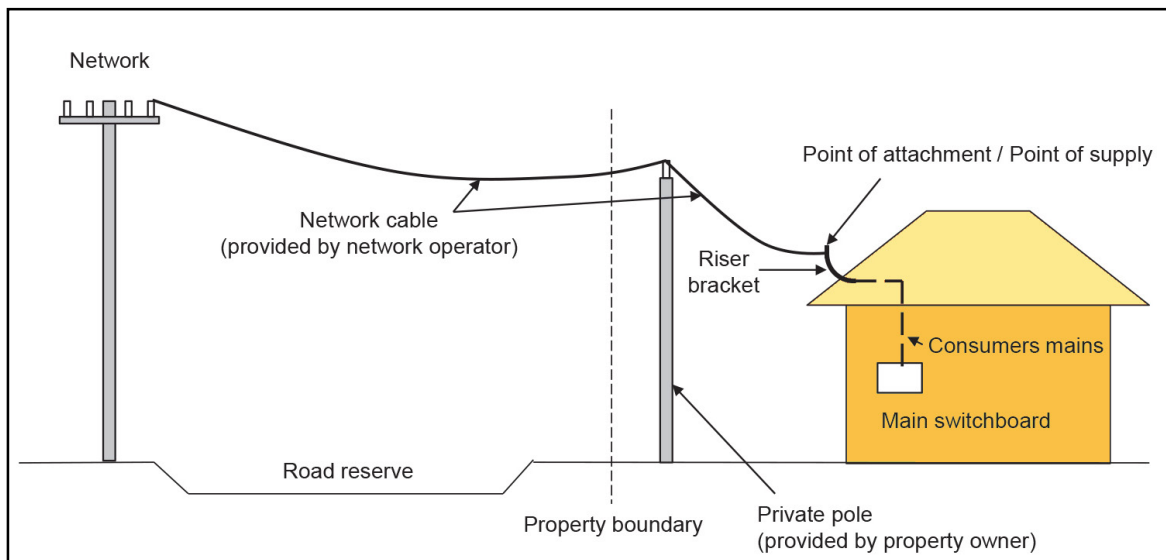 Network
Point of attachment / Point of supply
Network cable
(provided by network operator)
Riser
bracket
Consumers mains
Main switchboard
Road reserve
Property boundary
Private pole
(provided by property owner)